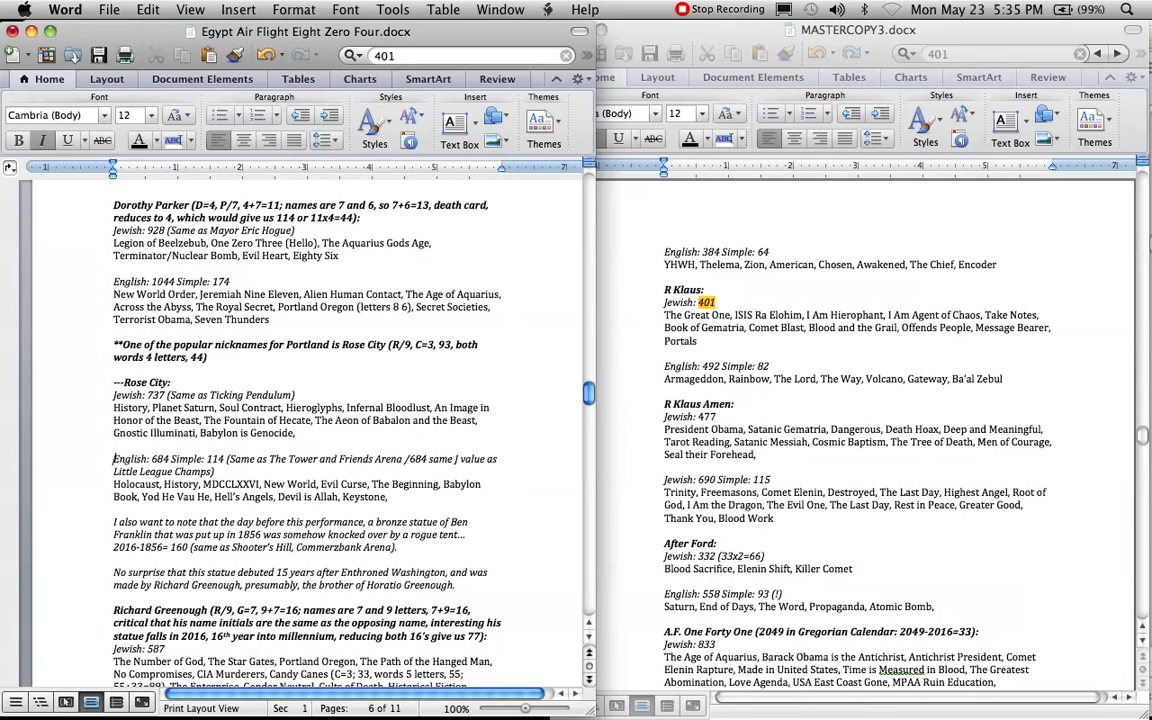 Word File Edit View Insert Format Font Tools Table Window Help Stop Recording (99%) Mon May 23 5:35 PM
Egypt Air Flight Eight Zero Four.docx
401
Home Layout Document Elements Tables Charts SmartArt Review
Font Paragraph Styles Insert Themes
Cambria (Body) 12
Styles Text Box Themes
Dorothy Parker (D=4, P/7, 4+7=11; names are 7 and 6, so 7+6=13, death card,
reduces to 4, which would give us 114 or 11x4=44):
Jewish: 928 (Same as Mayor Eric Hogue)
Legion of Beelzebub, One Zero Three (Hello), The Aquarius Gods Age,
Terminator/Nuclear Bomb, Evil Heart, Eighty Six
English: 1044 Simple: 174
New World Order, Jeremiah Nine Eleven, Alien Human Contact, The Age of Aquarius,
Across the Abyss, The Royal Secret, Portland Oregon (letters 8 6), Secret Societies,
Terrorist Obama, Seven Thunders
**One of the popular nicknames for Portland is Rose City (R/9, C=3, 93, both
words 4 letters, 44)
---Rose City:
Jewish: 737 (Same as Ticking Pendulum)
History, Planet Saturn, Soul Contract, Hieroglyphs, Infernal Bloodlust, An Image in
Honor of the Beast, The Fountain of Hecate, The Aeon of Babalon and the Beast,
Gnostic Illuminati, Babylon is Genocide,
English: 684 Simple: 114 (Same as The Tower and Friends Arena /684 same J value as
Little League Champs)
Holocaust, History, MDCCLXXVI, New World, Evil Curse, The Beginning, Babylon
Book, Yod He Vau He, Hell's Angels, Devil is Allah, Keystone,
I also want to note that the day before this performance, a bronze statue of Ben
Franklin that was put up in 1856 was somehow knocked over by a rogue tent...
2016-1856= 160 (same as Shooter's Hill, Commerzbank Arena).
No surprise that this statue debuted 15 years after Enthroned Washington, and was
made by Richard Greenough, presumably, the brother of Horatio Greenough.
Richard Greenough (R/9, G=7, 9+7=16; names are 7 and 9 letters, 7+9=16,
critical that his name initials are the same as the opposing name, interesting his
statue falls in 2016, 16th year into millennium, reducing both 16's give us 77):
Jewish: 587
The Number of God, The Star Gates, Portland Oregon, The Path of the Hanged Man,
No Compromises, CIA Murderers, Candy Canes (C=3; 33, words 5 letters, 55;
Print Layout View Sec 1 Pages: 6 of 11 100%
MASTERCOPY3.docx
401
ome Layout Document Elements Tables Charts SmartArt Review
Font Paragraph Styles Insert Themes
a (Body) 12
Styles Text Box Themes
English: 384 Simple: 64
YHWH, Thelema, Zion, American, Chosen, Awakened, The Chief, Encoder
R Klaus:
Jewish: 401
The Great One, ISIS Ra Elohim, I Am Hierophant, I Am Agent of Chaos, Take Notes,
Book of Gematria, Comet Blast, Blood and the Grail, Offends People, Message Bearer,
Portals
English: 492 Simple: 82
Armageddon, Rainbow, The Lord, The Way, Volcano, Gateway, Ba'al Zebul
R Klaus Amen:
Jewish: 477
President Obama, Satanic Gematria, Dangerous, Death Hoax, Deep and Meaningful,
Tarot Reading, Satanic Messiah, Cosmic Baptism, The Tree of Death, Men of Courage,
Seal their Forehead,
English: 690 Simple: 115
Trinity, Freemasons, Comet Elenin, Destroyed, The Last Day, Highest Angel, Root of
God, I Am the Dragon, The Evil One, The Last Day, Rest in Peace, Greater Good,
Thank You, Blood Work
After Ford:
Jewish: 332 (33x2=66)
Blood Sacrifice, Elenin Shift, Killer Comet
English: 558 Simple: 93 (!)
Saturn, End of Days, The Word, Propaganda, Atomic Bomb,
A.F. One Forty One (2049 in Gregorian Calendar: 2049-2016=33):
Jewish: 833
The Age of Aquarius, Barack Obama is the Antichrist, Antichrist President, Comet
Elenin Rapture, Made in United States, Time is Measured in Blood, The Greatest
Abomination, Love Agenda, USA East Coast Gone, MPAA Ruin Education,